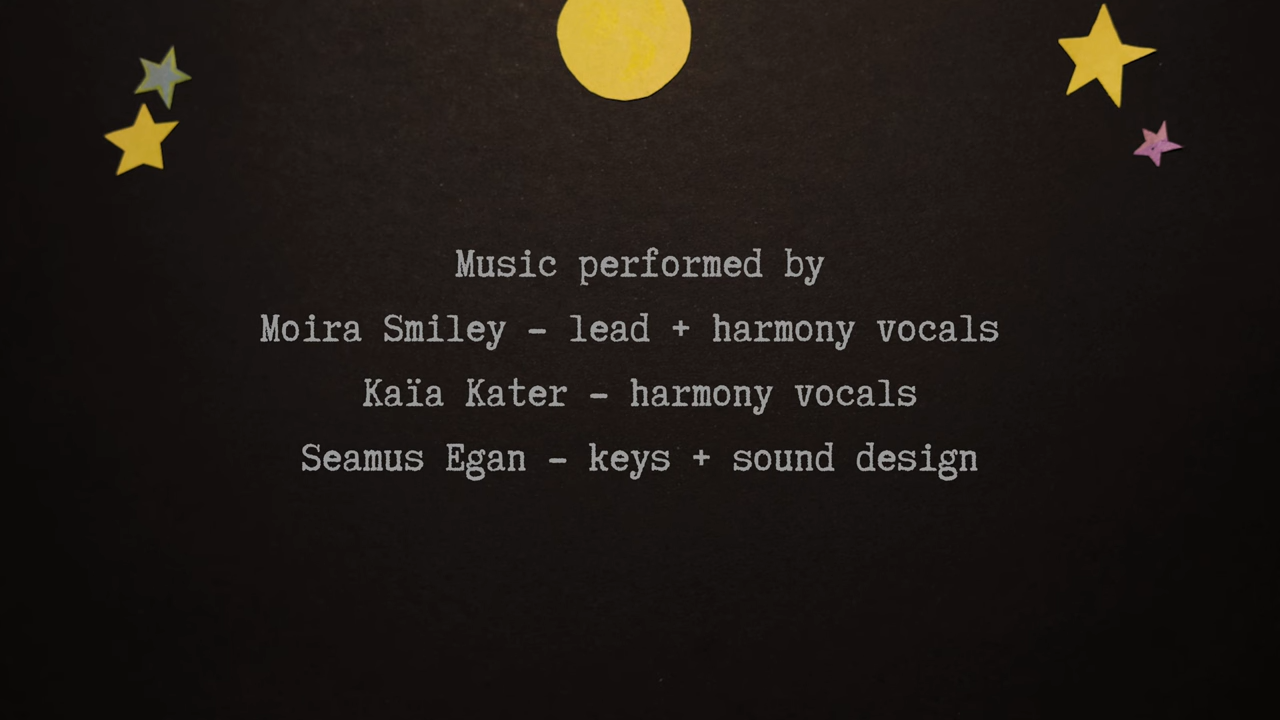 Music performed by
Moira Smiley – lead + harmony vocals
Kaïa Kater – harmony vocals
Seamus Egan – keys + sound design